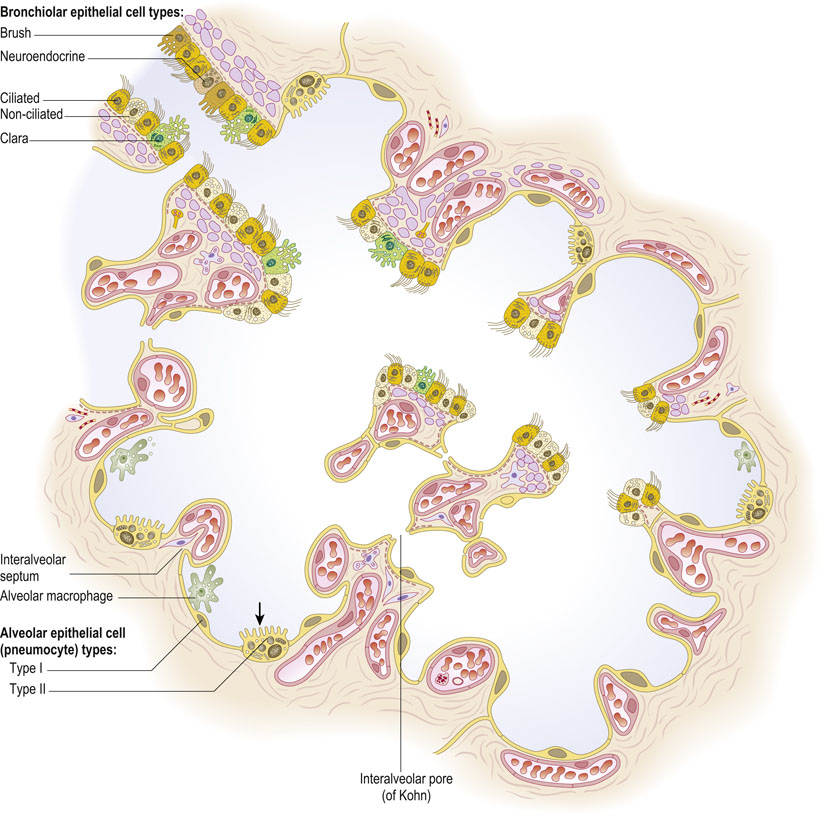 Bronchiolar epithelial cell types:
Brush
Neuroendocrine
Ciliated
Non-ciliated
Clara
Interalveolar
septum
Alveolar macrophage
Alveolar epithelial cell
(pneumocyte) types:
Type I
Type II
Interalveolar pore
(of Kohn)